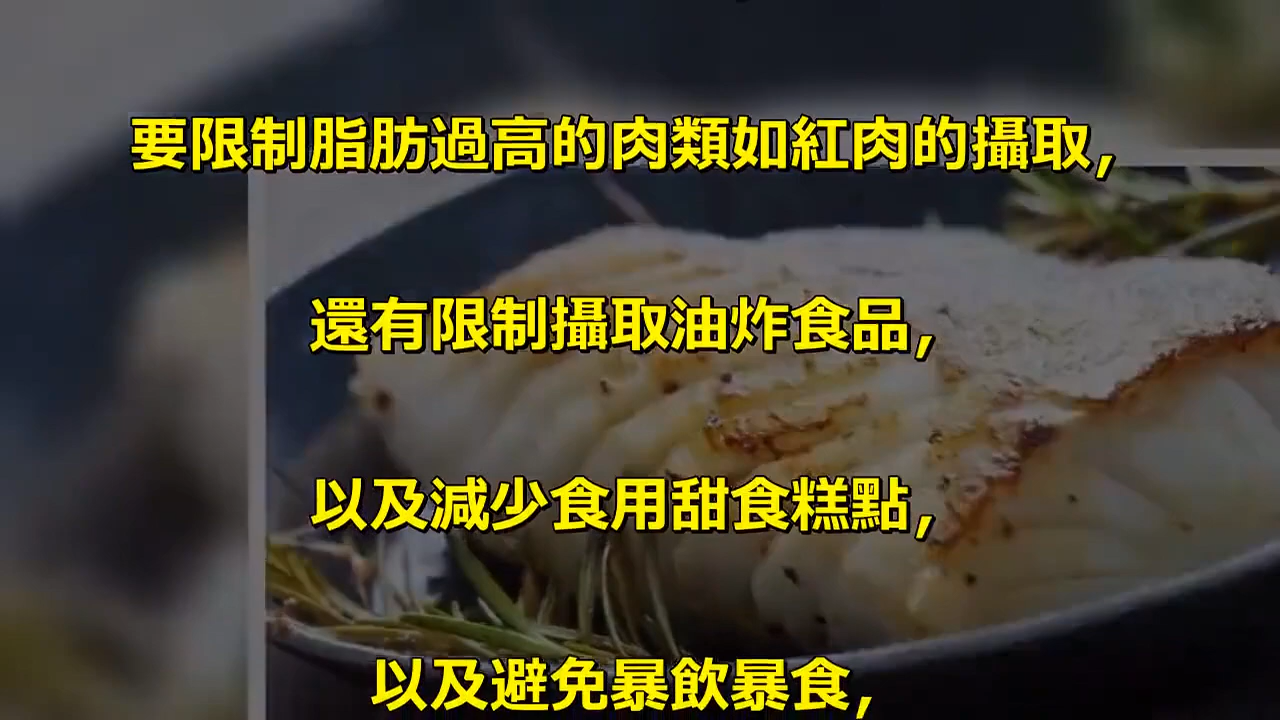 要限制脂肪過高的肉類如紅肉的攝取，
還有限制攝取油炸食品，
以及減少食用甜食糕點，
以及避免暴飲暴食，